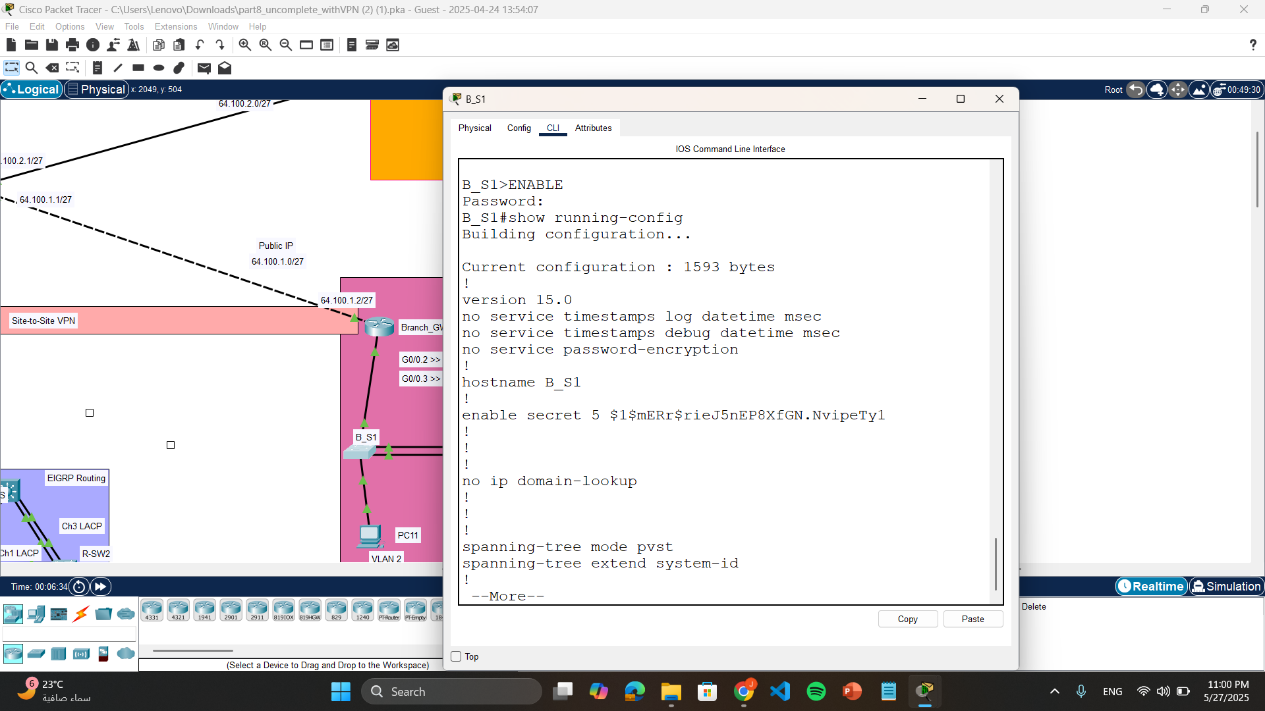 Cisco Packet Tracer - C:\Users\Lenovo\Downloads\part8_uncomplete_withVPN (2) (1).pka - Guest - 2025-04-24 13:54:07
File Edit Options View Tools Extensions Window Help
?
Logical Physical x: 2049, y: 504
Root 00:49:30
64.100.2.0/27
.100.2.1/27
64.100.1.1/27
Public IP
64.100.1.0/27
64.100.1.2/27
Site-to-Site VPN
Branch_GW
G0/0.2 >>
G0/0.3 >>
B_S1
EIGRP Routing
S
Ch3 LACP
Ch1 LACP
R-SW2
PC11
VLAN 2
B_S1
Physical Config CLI Attributes
IOS Command Line Interface
B_S1>ENABLE
Password:
B_S1#show running-config
Building configuration...
Current configuration : 1593 bytes
!
version 15.0
no service timestamps log datetime msec
no service timestamps debug datetime msec
no service password-encryption
!
hostname B_S1
!
enable secret 5 $1$mERr$rieJ5nEP8XfGN.NvipeTy1
!
!
!
no ip domain-lookup
!
!
!
spanning-tree mode pvst
spanning-tree extend system-id
!
--More--
Copy Paste
Top
Time: 00:06:34
Realtime Simulation
4331 4321 1941 2901 2911 819IOX 819HGW 829 1240 PT-Router PT-Empty
Delete
(Select a Device to Drag and Drop to the Workspace)
6
23°C
سماء صافية
Search
ENG
11:00 PM
5/27/2025